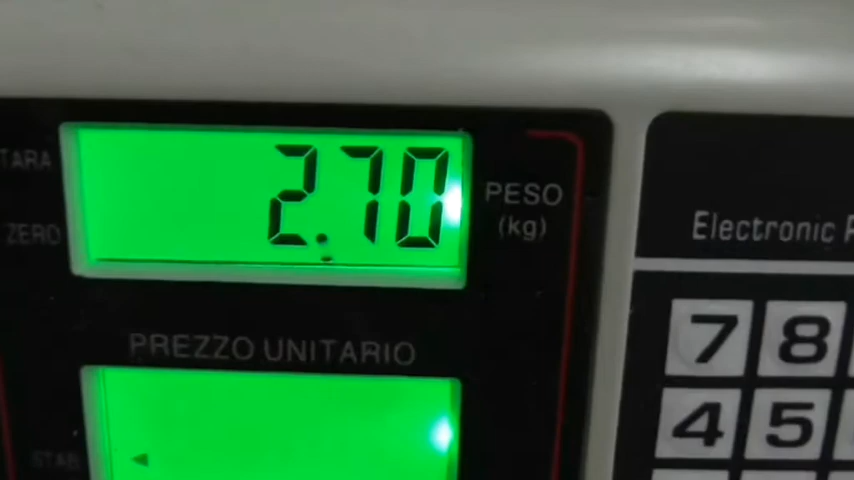 TARA
2.70
PESO
(kg)
ZERO
Electronic
PREZZO UNITARIO
7 8
4 5
STAB